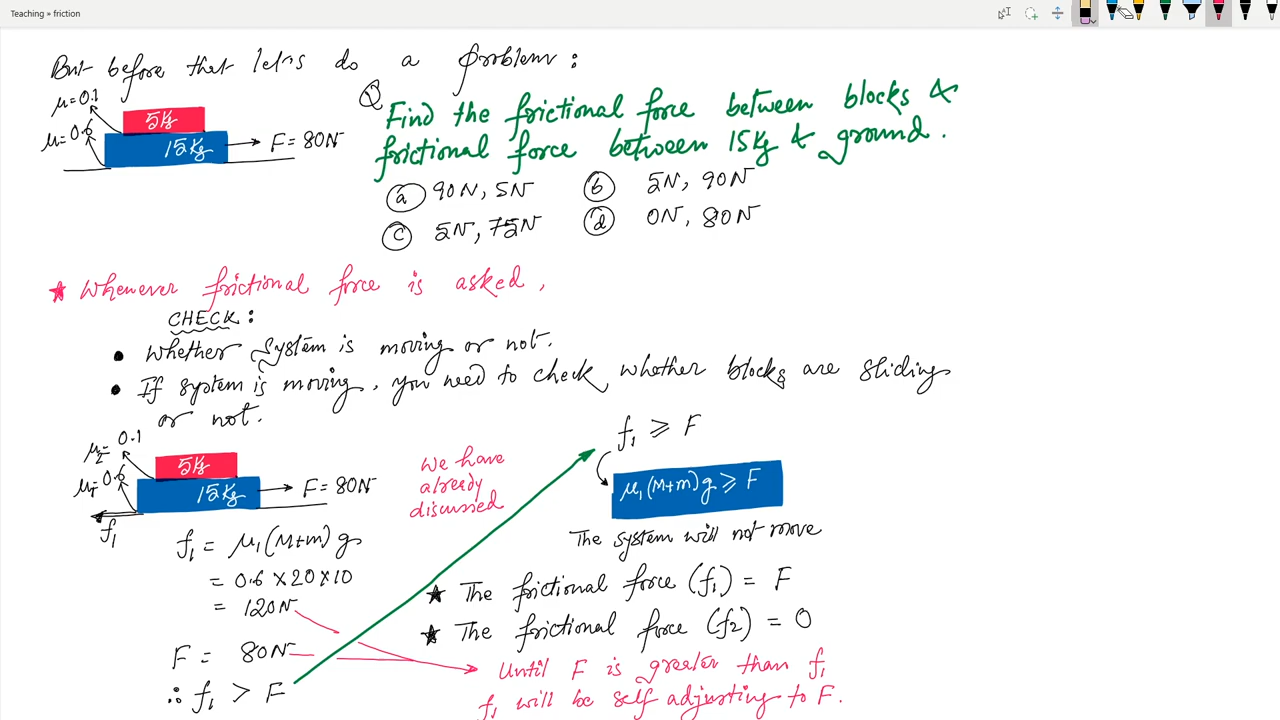 Teaching » friction
But before that let's do a problem:
μ=0.1
5Kg
μ=0.6
15Kg
F = 80N
Q
Find the frictional force between blocks &
frictional force between 15Kg & ground.
(a) 90N, 5N
(b) 5N, 90N
(c) 5N, 75N
(d) 0N, 80N
★ Whenever frictional force is asked,
CHECK:
• Whether system is moving or not.
• If system is moving, you need to check whether blocks are sliding
or not.
μ2= 0.1
5Kg
μ1= 0.6
15Kg
F = 80N
f1
We have
already
discussed
f1 = μ1(M+m)g
= 0.6 × 20 × 10
= 120N
F = 80N
∴ f1 > F
f1 ⩾ F
μ1(M+m)g ⩾ F
The system will not move
★ The frictional force (f1) = F
★ The frictional force (f2) = 0
Until F is greater than f1
f1 will be self adjusting to F.